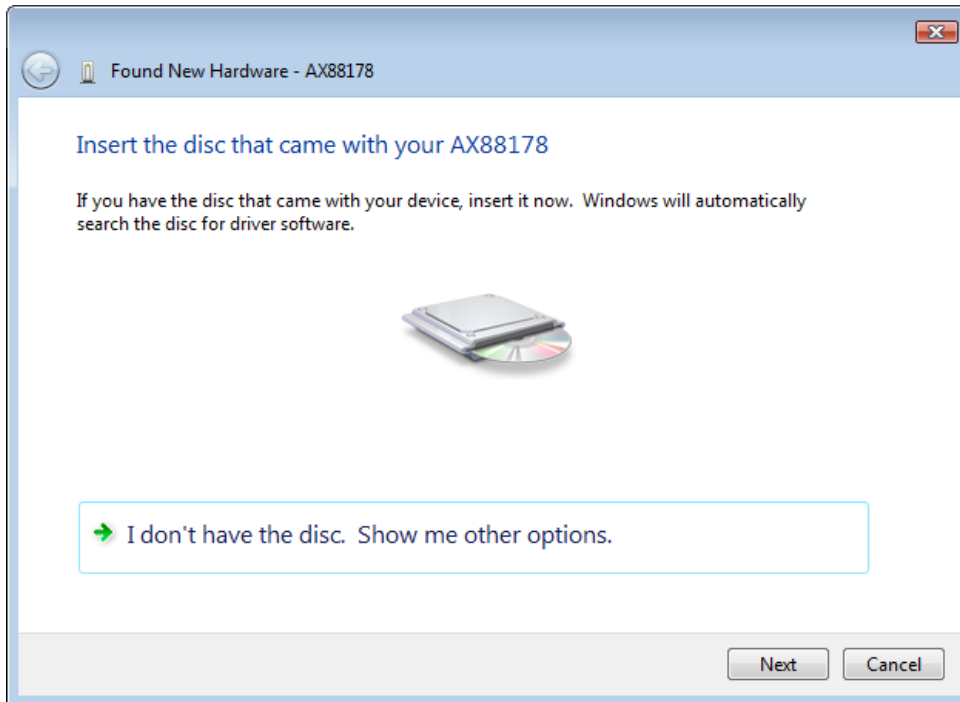 Found New Hardware - AX88178
Insert the disc that came with your AX88178
If you have the disc that came with your device, insert it now.  Windows will automatically
search the disc for driver software.
I don't have the disc.  Show me other options.
Next Cancel